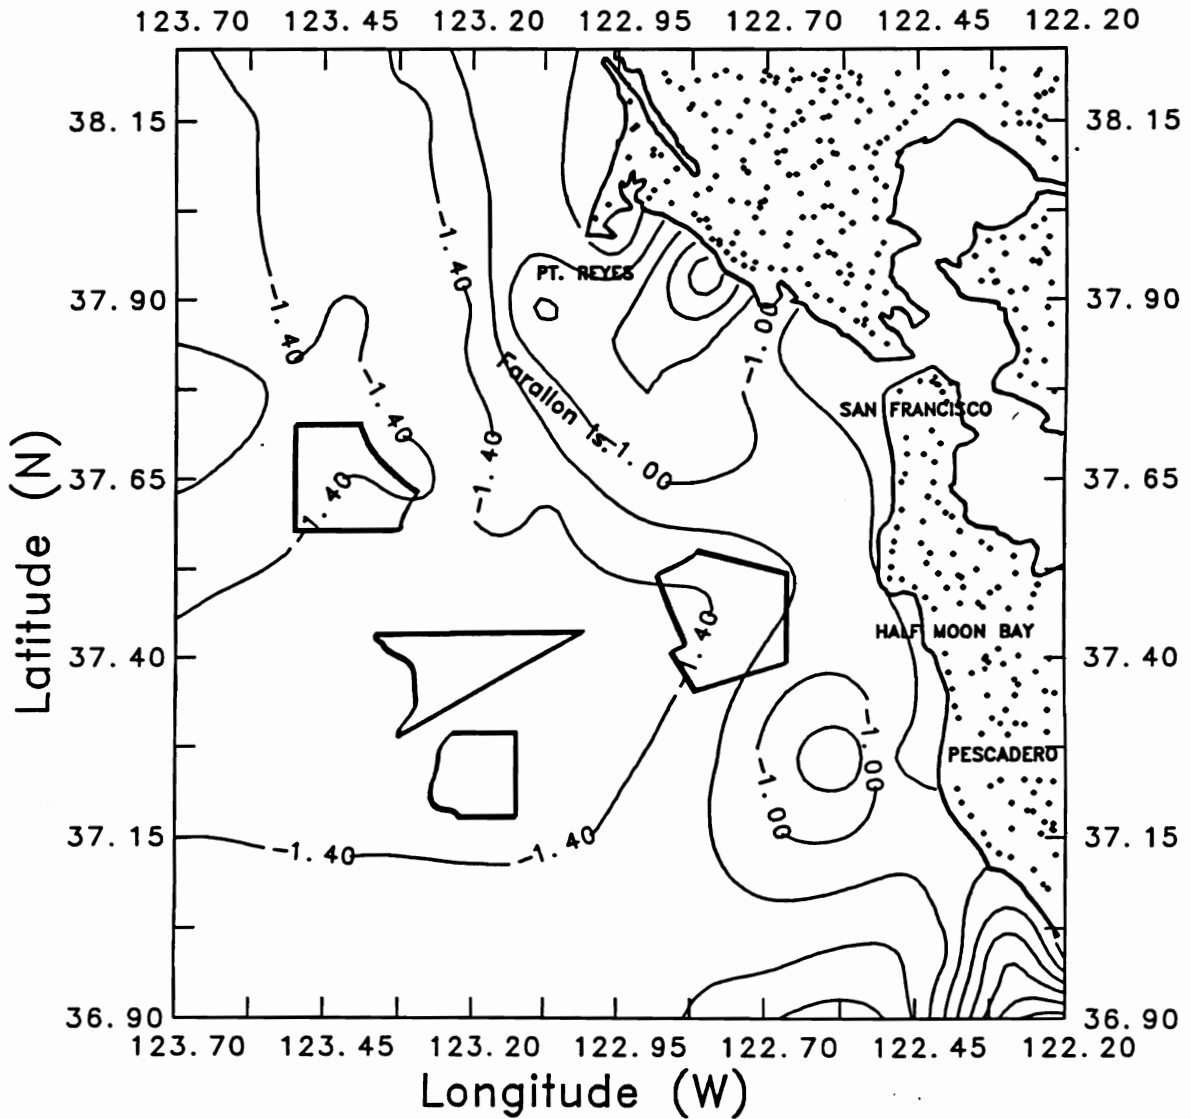 123.70 123.45 123.20 122.95 122.70 122.45 122.20
38.15 38.15
-1.40
PT. REYES
37.90 37.90
-1.40
-1.00
Farallon Is.
-1.40
SAN FRANCISCO
-1.40
-1.00
37.65 37.65
-1.40
Latitude (N)
HALF MOON BAY
-1.40
37.40 37.40
-1.00
PESCADERO
-1.00
37.15 37.15
-1.40
-1.40
36.90 36.90
123.70 123.45 123.20 122.95 122.70 122.45 122.20
Longitude (W)